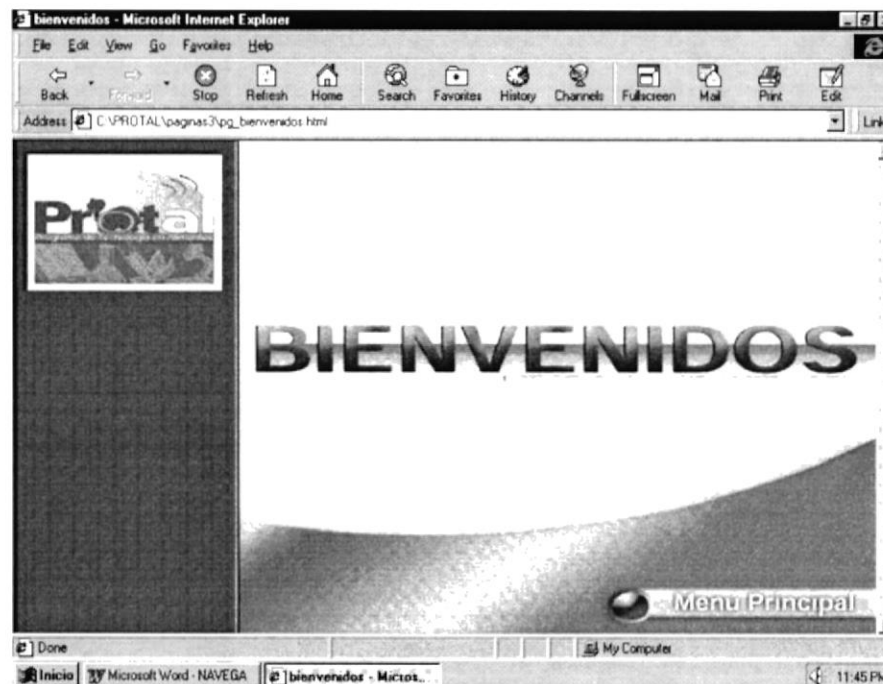 bienvenidos - Microsoft Internet Explorer
File Edit View Go Favorites Help
Back Forward Stop Refresh Home Search Favorites History Channels Fullscreen Mail Print Edit
Address C:\PROTAL\paginas3\pg_bienvenidos.html Link
Protal
BIENVENIDOS
Menu Principal
Done My Computer
Inicio Microsoft Word - NAVEGA bienvenidos - Micros... 11:45 PM